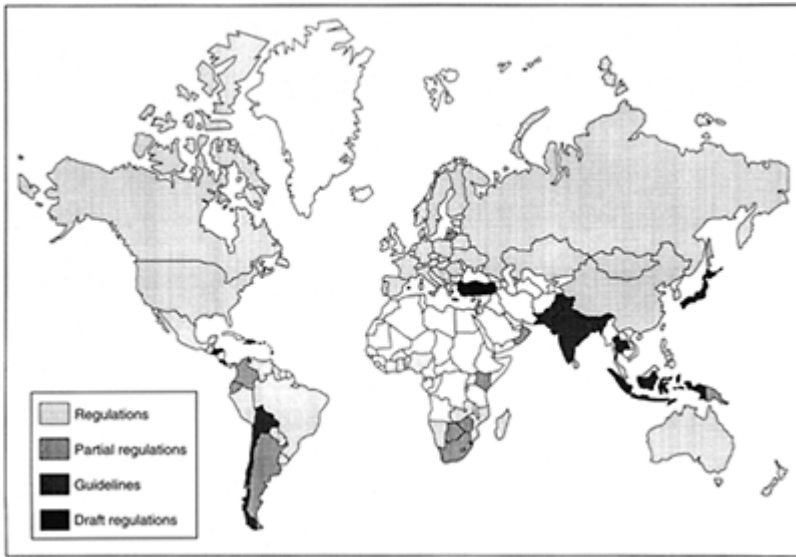 Regulations
Partial regulations
Guidelines
Draft regulations